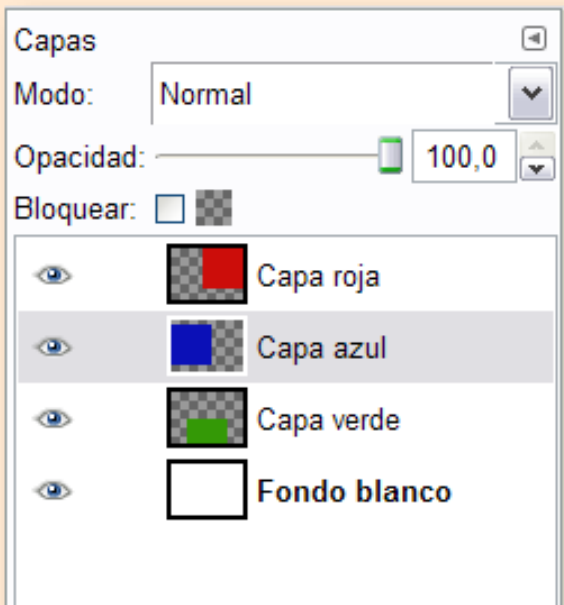 Capas
Modo: Normal
Opacidad: 100,0
Bloquear:
Capa roja
Capa azul
Capa verde
Fondo blanco